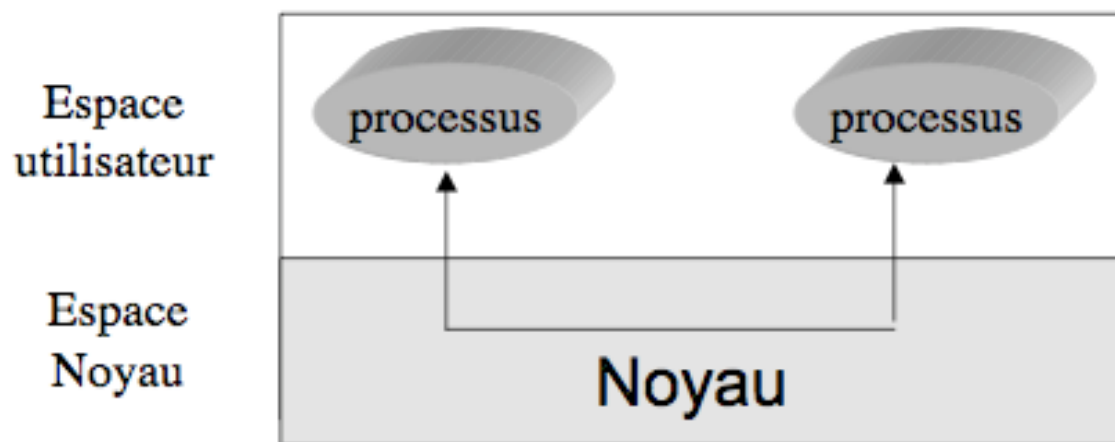 Espace
utilisateur
processus
processus
Espace
Noyau
Noyau